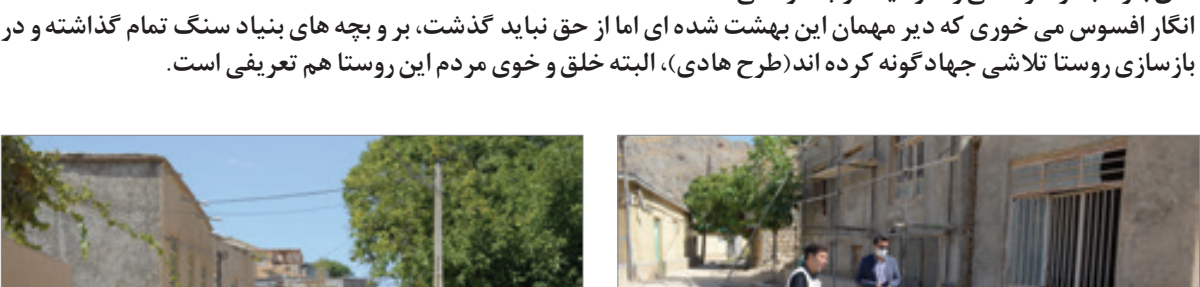 انگار افسوس می خوری که دیر مهمان این بهشت شده ای اما از حق نباید گذشت، بر و بچه های بنیاد سنگ تمام گذاشته و در
بازسازی روستا تلاشی جهادگونه کرده اند(طرح هادی)، البته خلق و خوی مردم این روستا هم تعریفی است.